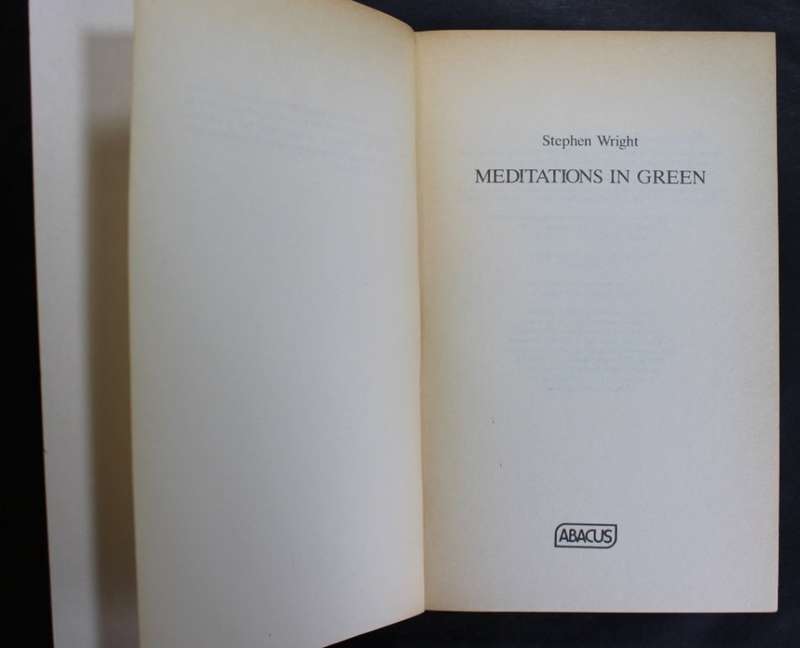 Stephen Wright
MEDITATIONS IN GREEN
ABACUS